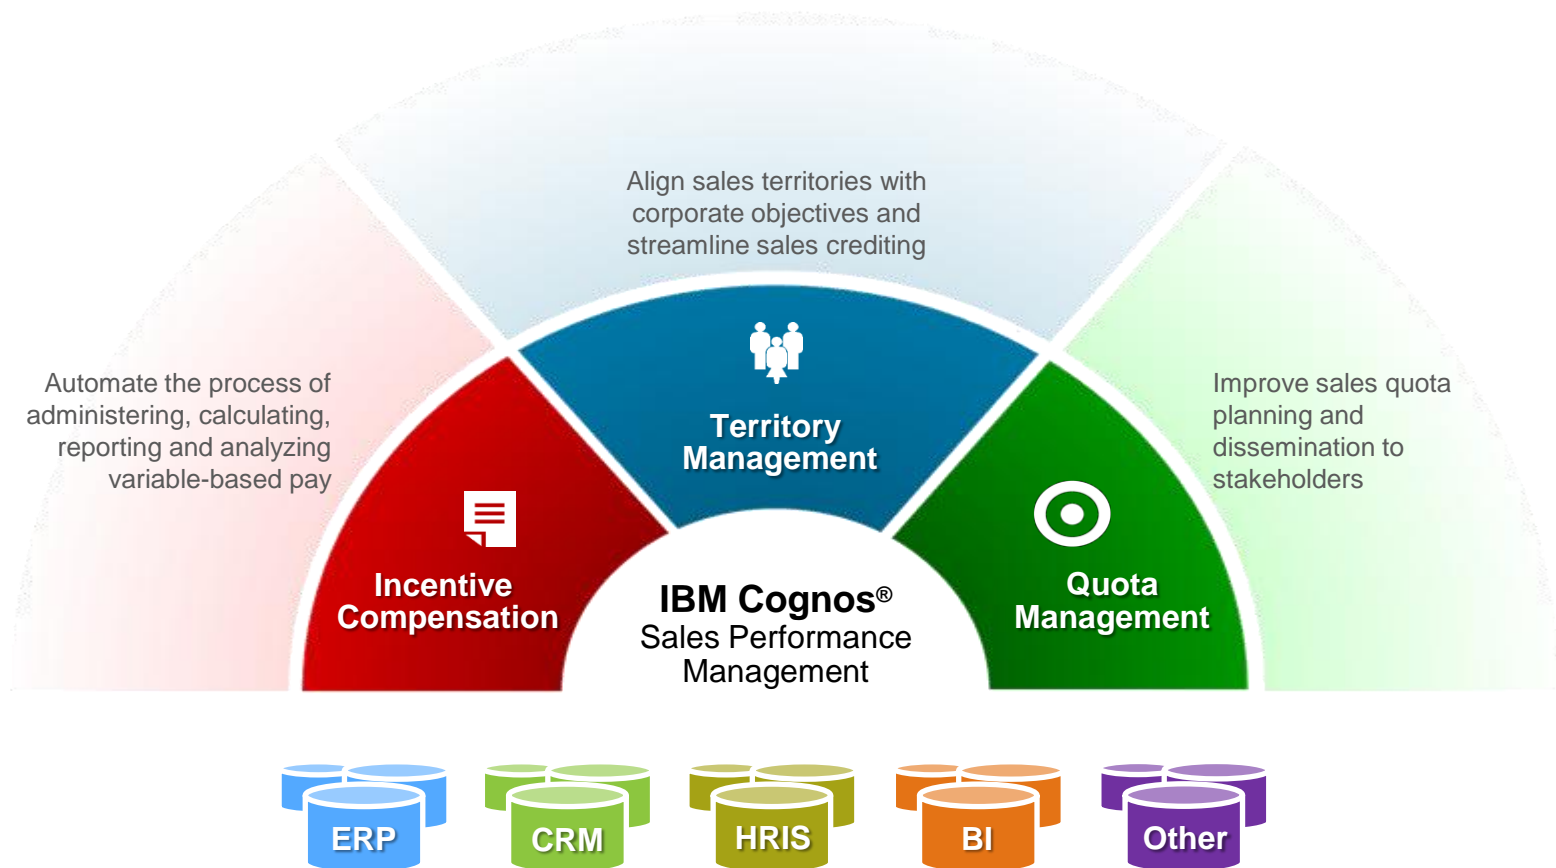 Align sales territories with
corporate objectives and
streamline sales crediting
Automate the process of
administering, calculating,
reporting and analyzing
variable-based pay
Improve sales quota
planning and
dissemination to
stakeholders
Territory
Management
Incentive
Compensation
Quota
Management
IBM Cognos®
Sales Performance
Management
ERP
CRM
HRIS
BI
Other